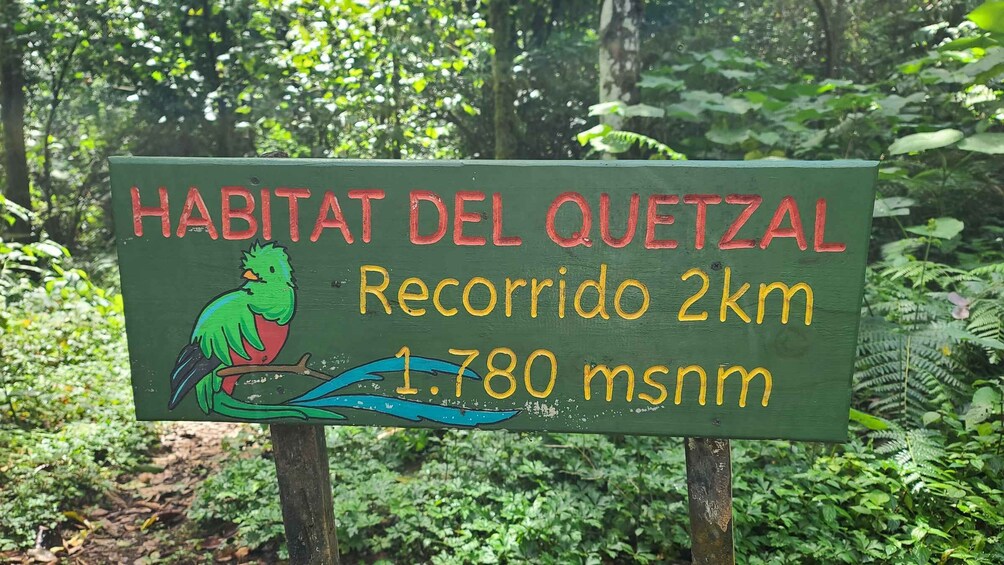 HABITAT DEL QUETZAL
Recorrido 2km
1.780 msnm